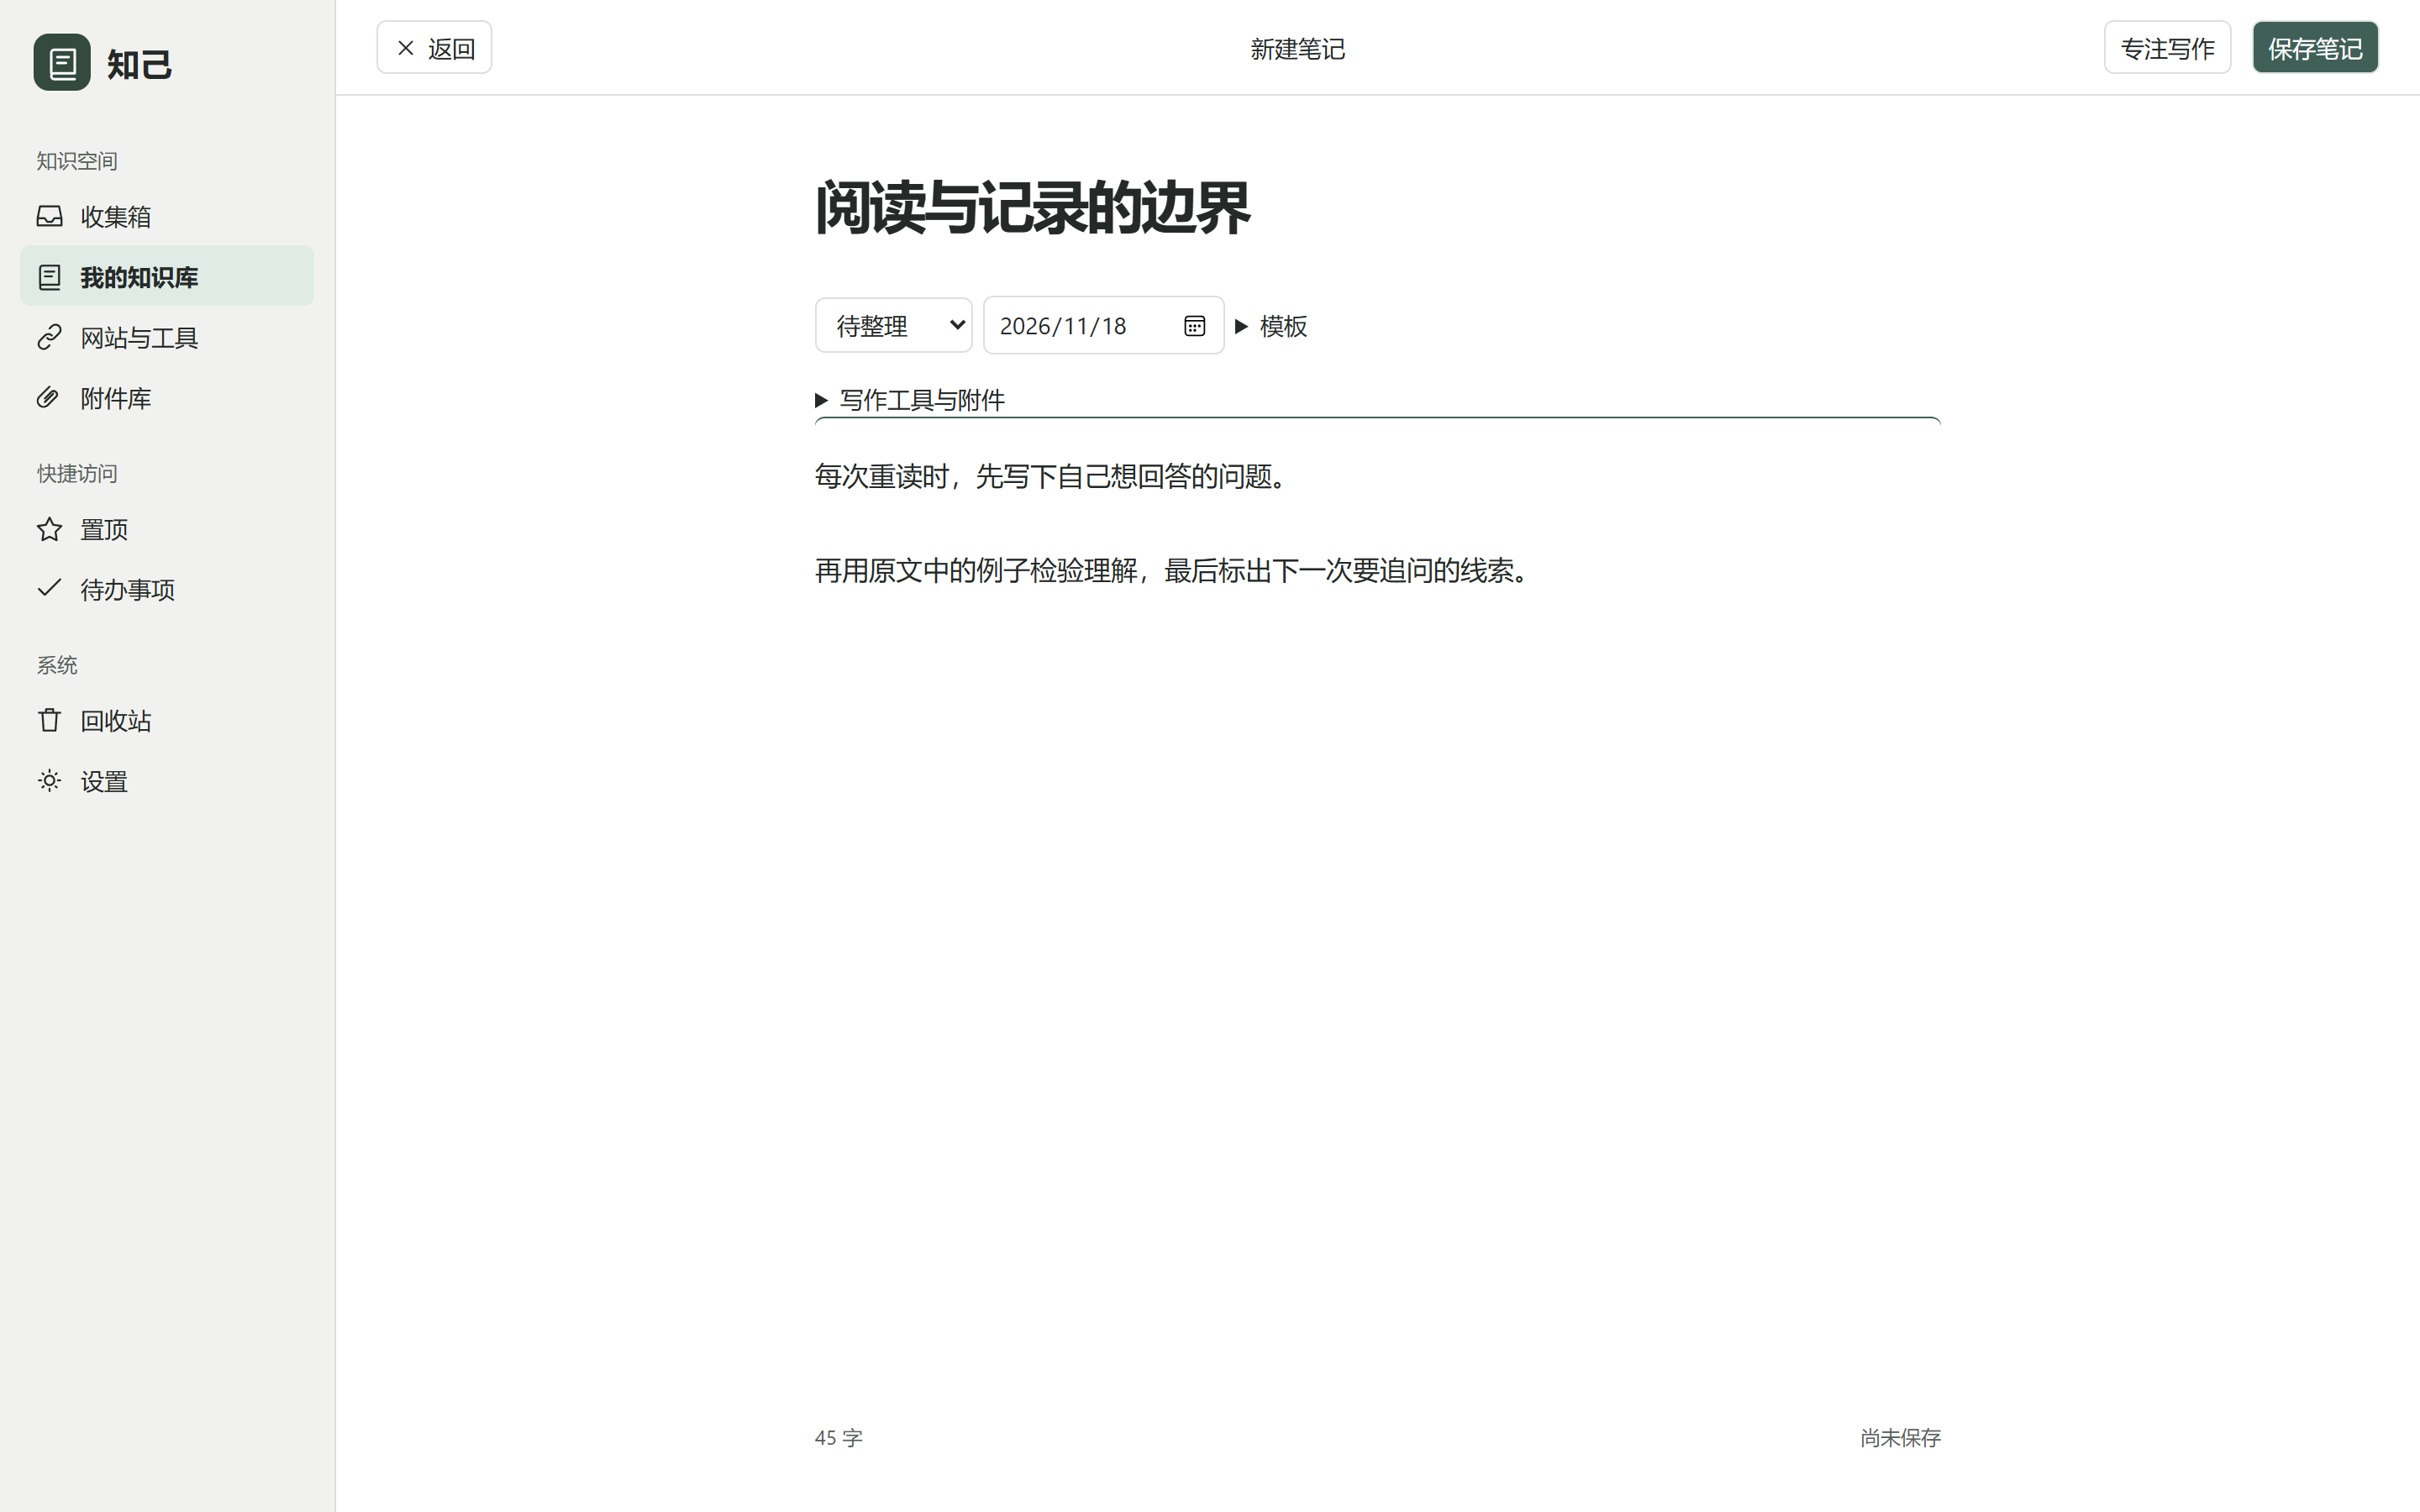 知己
知识空间
收集箱
我的知识库
网站与工具
附件库
快捷访问
置顶
待办事项
系统
回收站
设置
返回
新建笔记
专注写作
保存笔记
阅读与记录的边界
待整理
2026/11/18
模板
写作工具与附件
每次重读时，先写下自己想回答的问题。
再用原文中的例子检验理解，最后标出下一次要追问的线索。
45 字
尚未保存